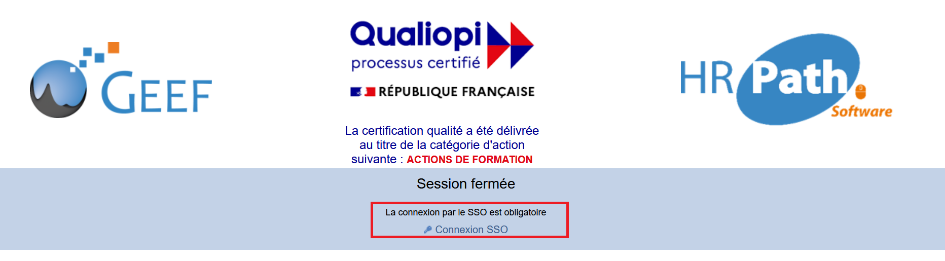 GEEF
Qualiopi
processus certifié
RÉPUBLIQUE FRANÇAISE
HR Path
Software
La certification qualité a été délivrée
au titre de la catégorie d'action
suivante : ACTIONS DE FORMATION
Session fermée
La connexion par le SSO est obligatoire
Connexion SSO